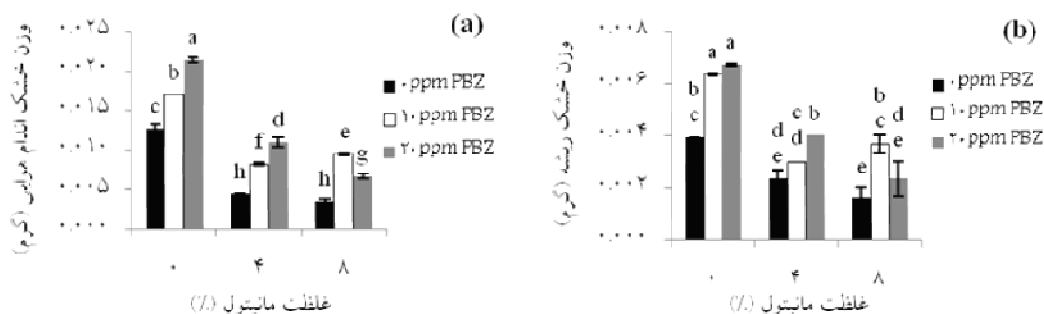 (a)
وزن خشک اندام هوایی (گرم)
۰.۰۲۵
۰.۰۲۰
۰.۰۱۵
۰.۰۱۰
۰.۰۰۵
۰.۰۰۰
c b a
h f d
h e g
۰ ppm PBZ
۱۰ ppm PBZ
۲۰ ppm PBZ
۰ ۴ ۸
غلظت مانیتول (٪)
(b)
وزن خشک ریشه (گرم)
۰.۰۰۸
۰.۰۰۶
۰.۰۰۴
۰.۰۰۲
۰.۰۰۰
b
c
a a
d
e
c
d
b
e
b
c
d
e
۰ ppm PBZ
۱۰ ppm PBZ
۲۰ ppm PBZ
۰ ۴ ۸
غلظت مانیتول (٪)